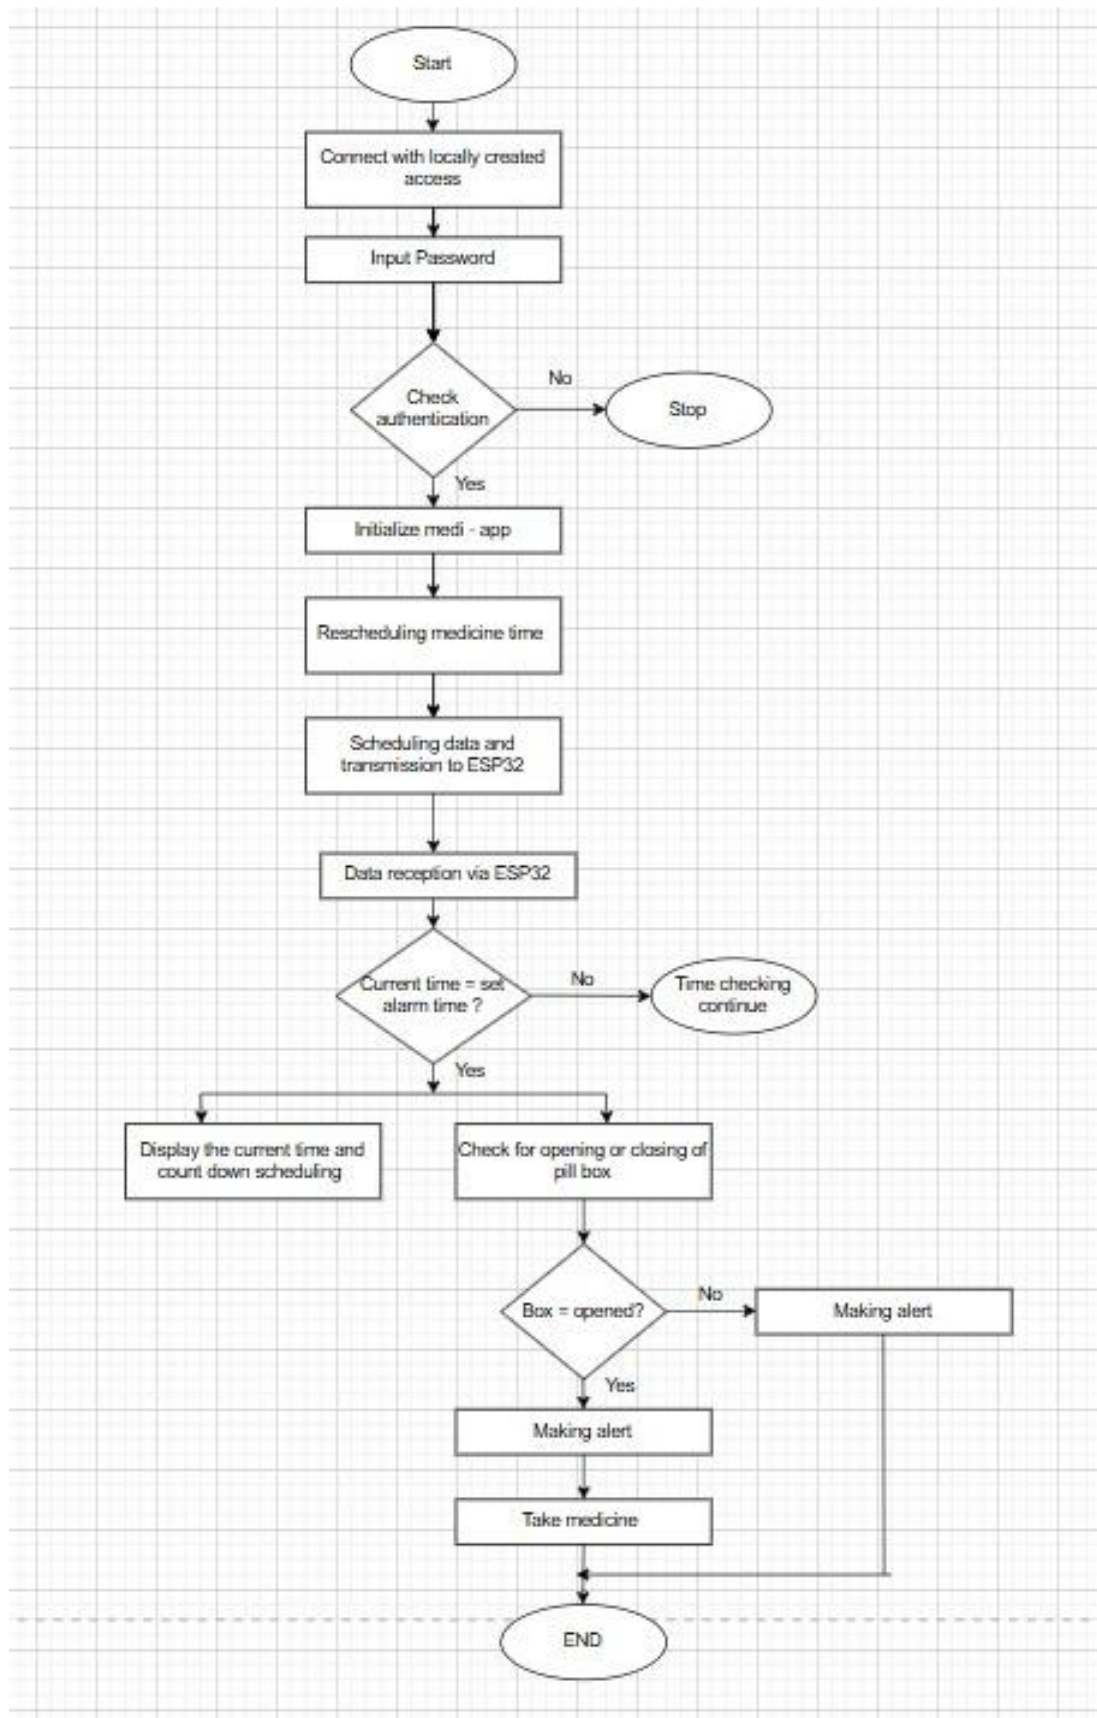 Start
Connect with locally created
access
Input Password
Check
authentication
No
Stop
Yes
Initialize medi - app
Rescheduling medicine time
Scheduling data and
transmission to ESP32
Data reception via ESP32
Current time = set
alarm time ?
No
Time checking
continue
Yes
Display the current time and
count down scheduling
Check for opening or closing of
pill box
Box = opened?
No
Making alert
Yes
Making alert
Take medicine
END